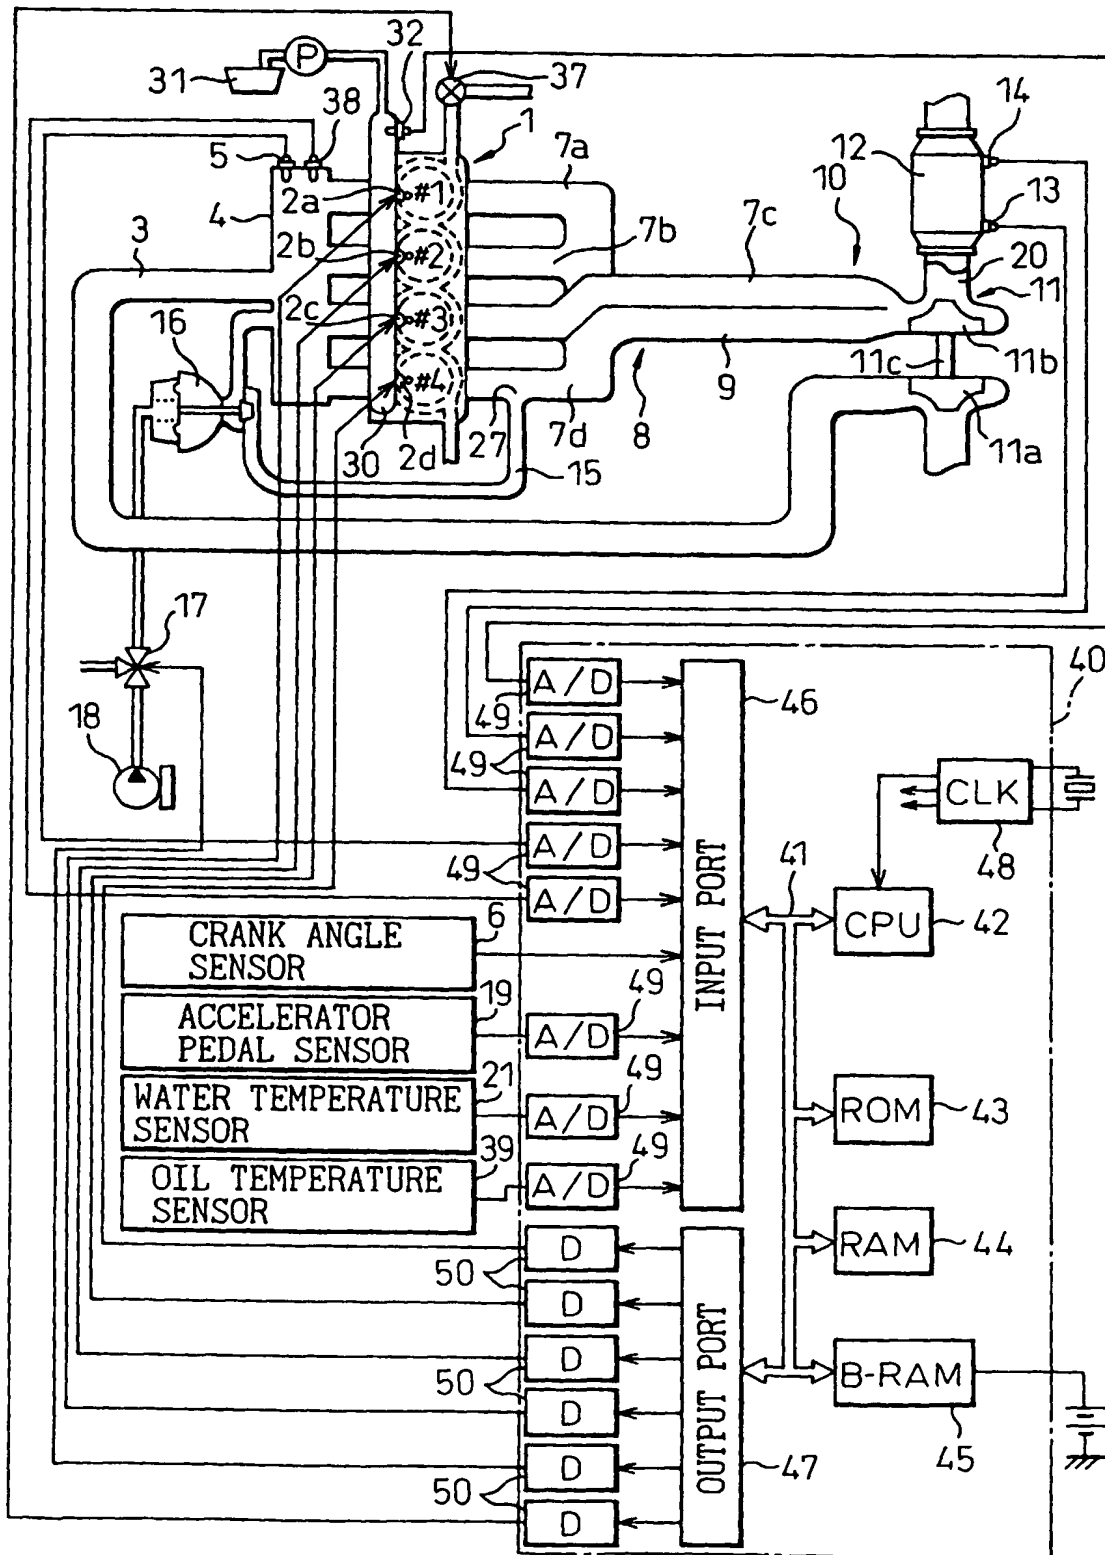 P
32
31
37
38
5
1
7a
14
12
2a
#1
10
13
4
7c
3
2b
#2
7b
20
11
2c
#3
16
11c
11b
#4
9
30
2d
27
7d
8
11a
15
17
40
A/D
46
49
18
A/D
49
A/D
CLK
48
A/D
49
41
A/D
INPUT PORT
CPU
42
6
CRANK ANGLE
SENSOR
19
49
ACCELERATOR
PEDAL SENSOR
A/D
21
49
WATER TEMPERATURE
SENSOR
A/D
ROM
43
39
49
OIL TEMPERATURE
SENSOR
A/D
D
RAM
44
50
D
OUTPUT PORT
D
50
B-RAM
D
45
D
47
50
D